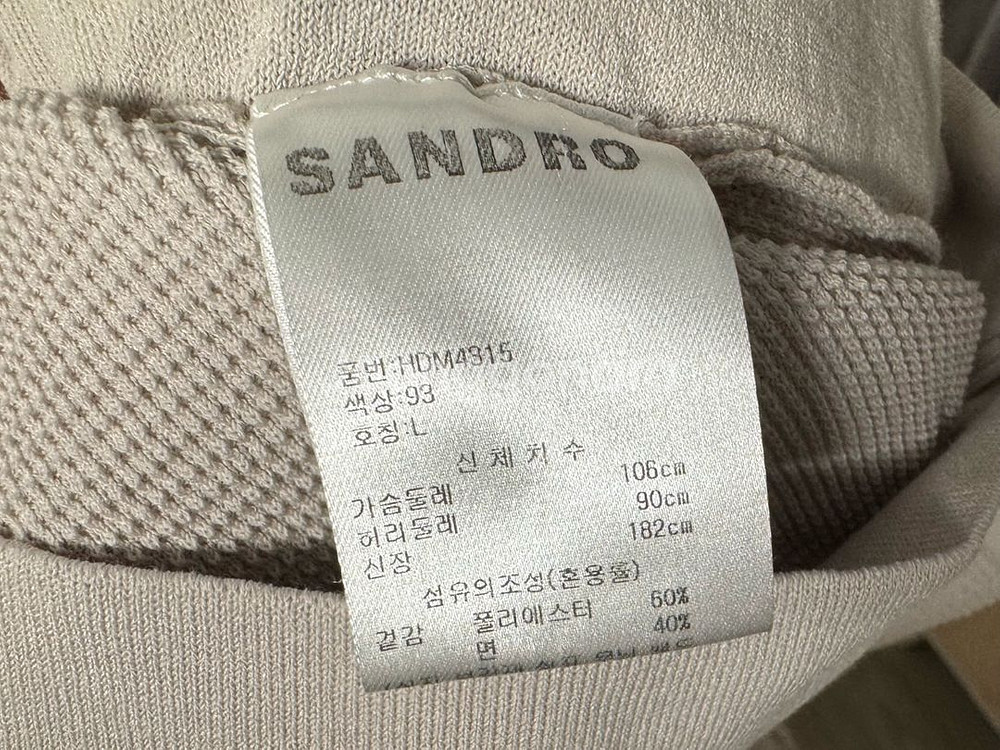 SANDRO
품번:HDM4315
색상:93
호칭:L
신체치수
가슴둘레 106cm
허리둘레 90cm
신장 182cm
섬유의조성(혼용률)
겉감 폴리에스터 60%
면 40%